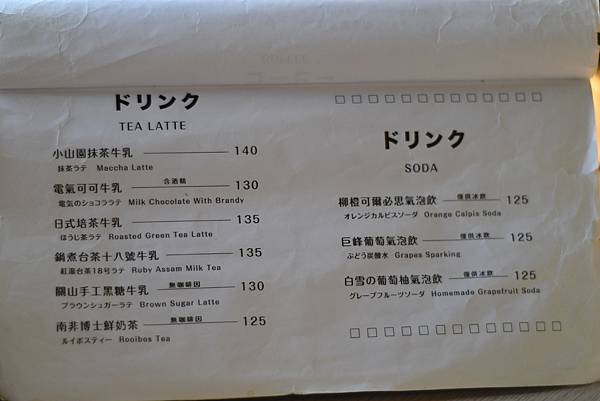 ドリンク
TEA LATTE
小山園抹茶牛乳 140
抹茶ラテ Maccha Latte
電氣可可牛乳 含酒精 130
電気のショコララテ Milk Chocolate With Brandy
日式培茶牛乳 135
ほうじ茶ラテ Roasted Green Tea Latte
鍋煮台茶十八號牛乳 135
紅溜台茶18号ラテ Ruby Assam Milk Tea
關山手工黑糖牛乳 無咖啡因 130
ブラウンシュガーラテ Brown Sugar Latte
南非博士鮮奶茶 無咖啡因 125
ルイボスティー Rooibos Tea
ドリンク
SODA
柳橙可爾必思氣泡飲 僅供冰飲 125
オレンジカルピスソーダ Orange Calpis Soda
巨峰葡萄氣泡飲 僅供冰飲 125
ぶどう炭酸水 Grapes Sparking
白雪の葡萄柚氣泡飲 僅供冰飲 125
グレープフルーツソーダ Homemade Grapefruit Soda